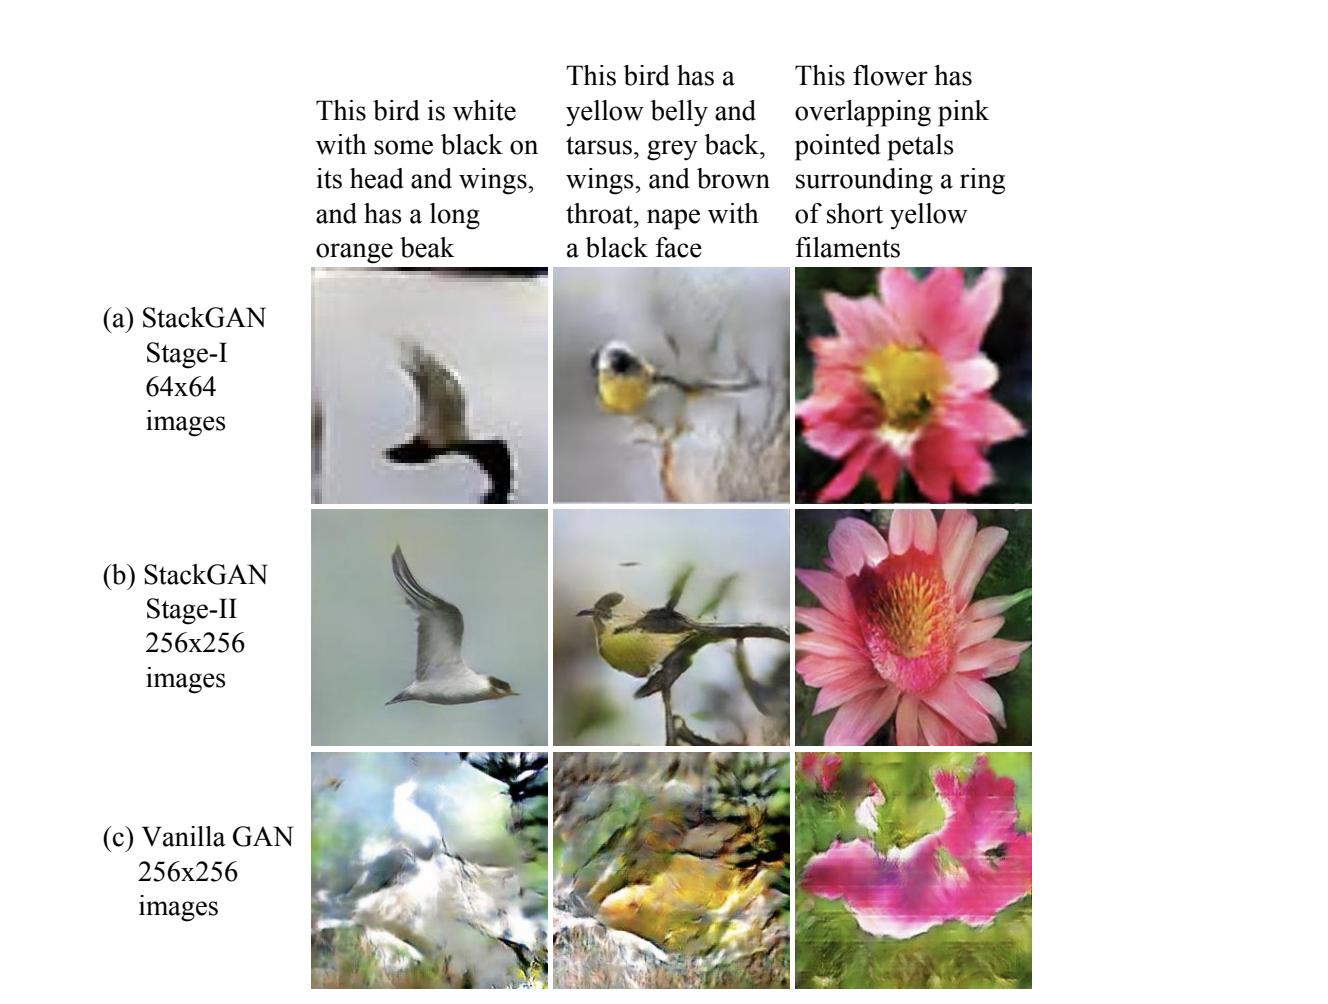 This bird is white
with some black on
its head and wings,
and has a long
orange beak
This bird has a
yellow belly and
tarsus, grey back,
wings, and brown
throat, nape with
a black face
This flower has
overlapping pink
pointed petals
surrounding a ring
of short yellow
filaments
(a) StackGAN
Stage-I
64x64
images
(b) StackGAN
Stage-II
256x256
images
(c) Vanilla GAN
256x256
images